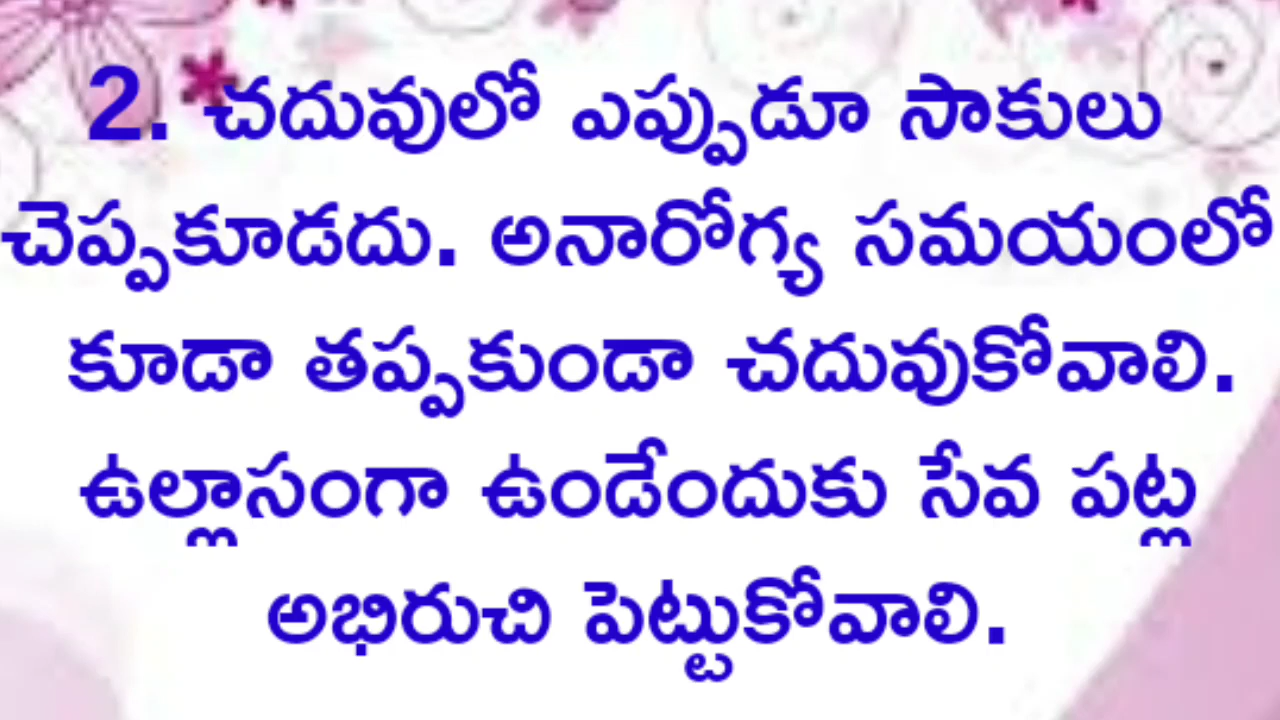 2. చదువులో ఎప్పుడూ సాకులు
చెప్పకూడదు. అనారోగ్య సమయంలో
కూడా తప్పకుండా చదువుకోవాలి.
ఉల్లాసంగా ఉండేందుకు సేవ పట్ల
అభిరుచి పెట్టుకోవాలి.